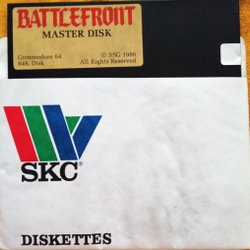 BATTLEFRONT
MASTER DISK
Commodore 64
64K Disk
© SSG 1986
All Rights Reserved
SKC
DISKETTES